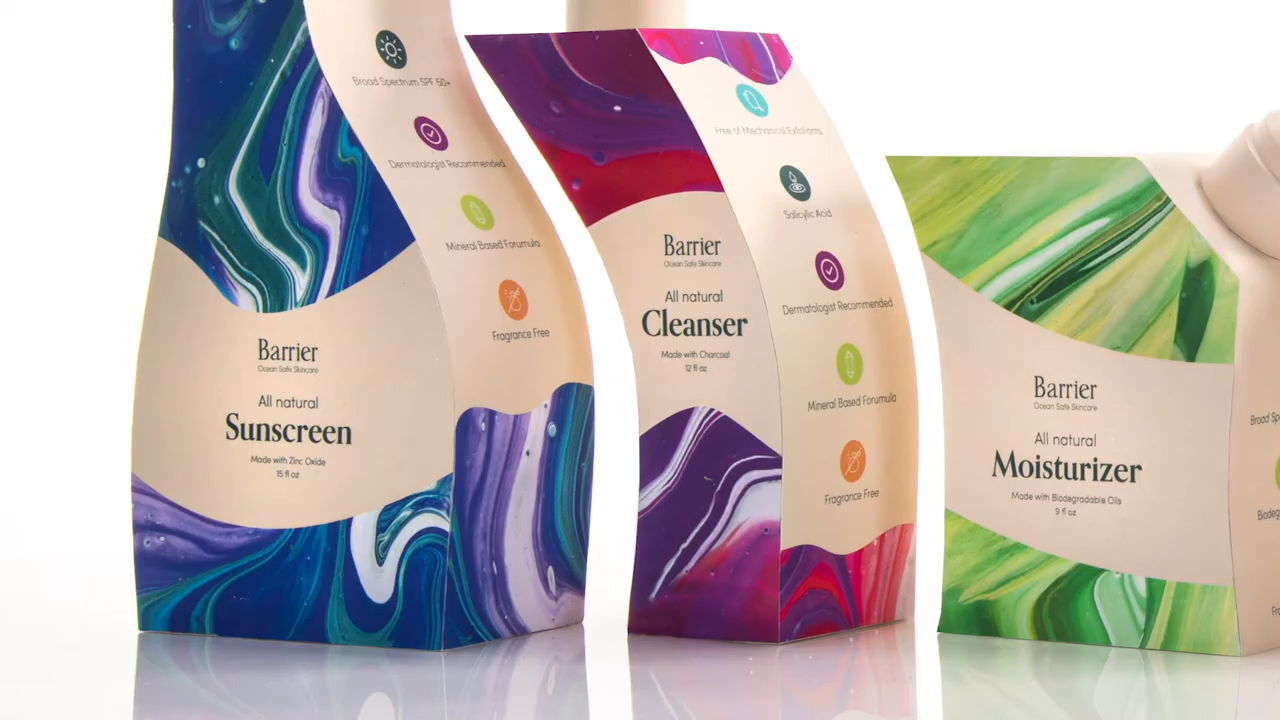 Broad Spectrum SPF 50+
Dermatologist Recommended
Mineral Based Forumula
Fragrance Free
Barrier
Ocean Safe Skincare
All natural
Sunscreen
Made with Zinc Oxide
15 fl oz
Free of Mechanical Exfoliants
Salicylic Acid
Dermatologist Recommended
Mineral Based Forumula
Fragrance Free
Barrier
Ocean Safe Skincare
All natural
Cleanser
Made with Charcoal
12 fl oz
Barrier
Ocean Safe Skincare
All natural
Moisturizer
Made with Biodegradable Oils
9 fl oz
Broad